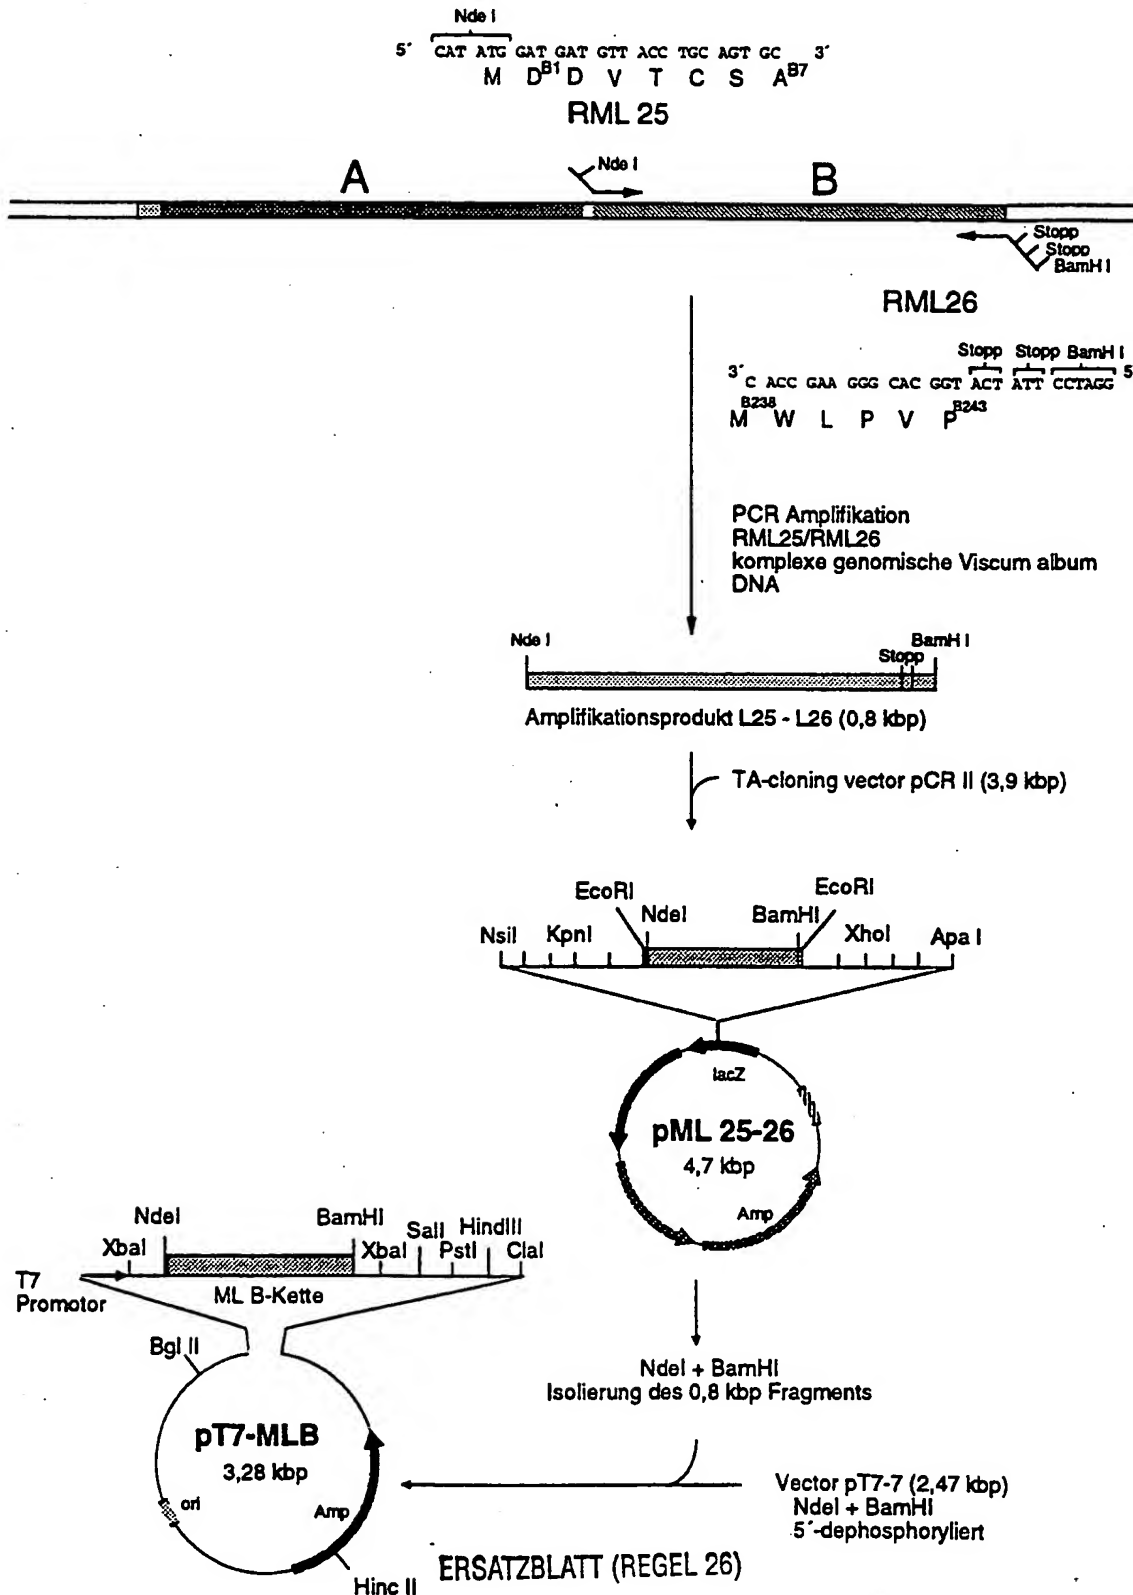 Nde I
5´ CAT ATG GAT GAT GTT ACC TGC AGT GC 3´
M D^B1 D V T C S A^B7
RML 25
Nde I
A B
Stopp
Stopp
BamH I
RML26
Stopp Stopp BamH I
3´ C ACC GAA GGG CAC GGT ACT ATT CCTAGG 5´
M^B238 W L P V P^B243
PCR Amplifikation
RML25/RML26
komplexe genomische Viscum album
DNA
Nde I Stopp BamH I
Amplifikationsprodukt L25 - L26 (0,8 kbp)
TA-cloning vector pCR II (3,9 kbp)
EcoRI EcoRI
NsiI KpnI NdeI BamHI XhoI Apa I
lacZ
pML 25-26
4,7 kbp
Amp
NdeI BamHI SalI HindIII
XbaI XbaI PstI ClaI
T7
Promotor
ML B-Kette
Bgl II
NdeI + BamHI
Isolierung des 0,8 kbp Fragments
pT7-MLB
3,28 kbp
ori
Amp
Hinc II
Vector pT7-7 (2,47 kbp)
NdeI + BamHI
5´-dephosphoryliert
ERSATZBLATT (REGEL 26)